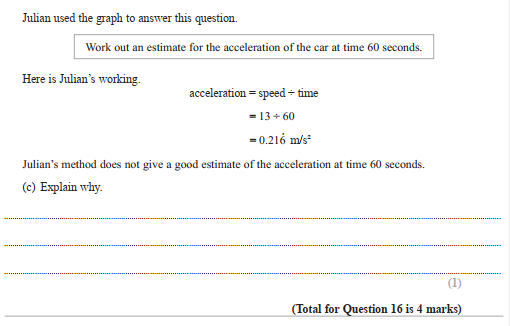 Julian used the graph to answer this question.
Work out an estimate for the acceleration of the car at time 60 seconds.
Here is Julian's working.
acceleration = speed ÷ time
= 13 ÷ 60
= 0.216̇ m/s²
Julian's method does not give a good estimate of the acceleration at time 60 seconds.
(c) Explain why.
(1)
(Total for Question 16 is 4 marks)